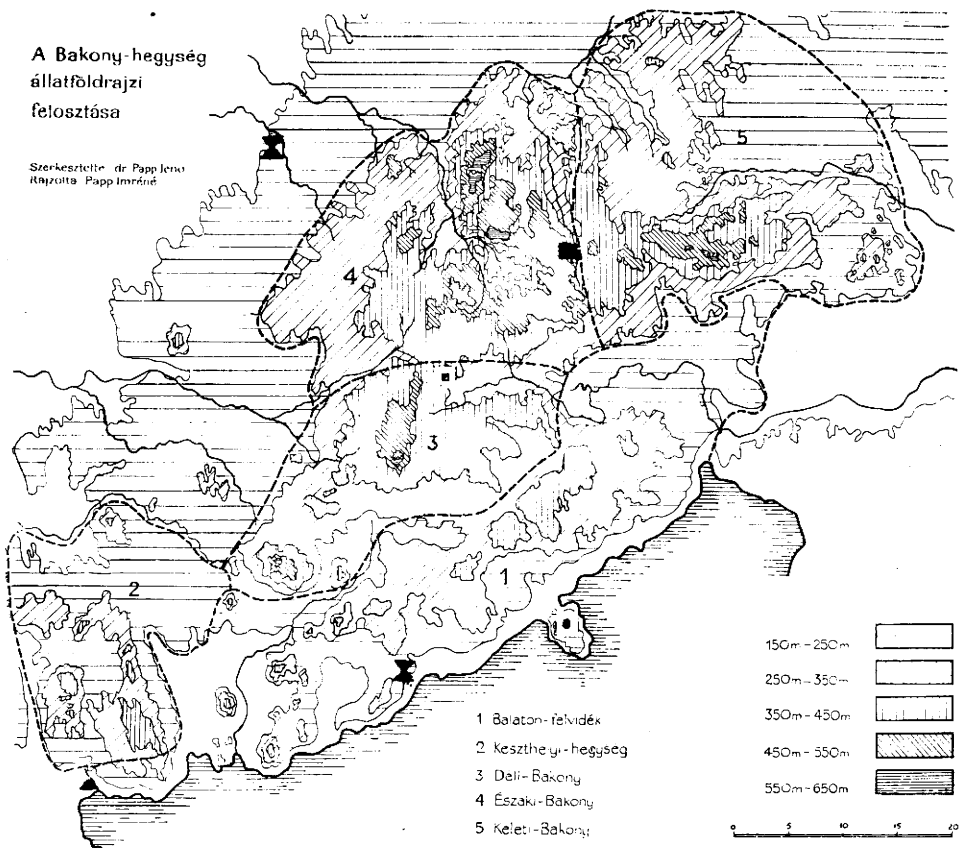 A Bakony-hegység
állatföldrajzi
felosztása
Szerkesztette dr Papp Jenő
Rajzolta Papp Imréné
5
4
3
2
1
150m-250m
250m-350m
350m-450m
450m-550m
550m-650m
1 Balaton-felvidék
2 Keszthelyi-hegység
3 Déli-Bakony
4 Északi-Bakony
5 Keleti-Bakony
0 5 10 15 20